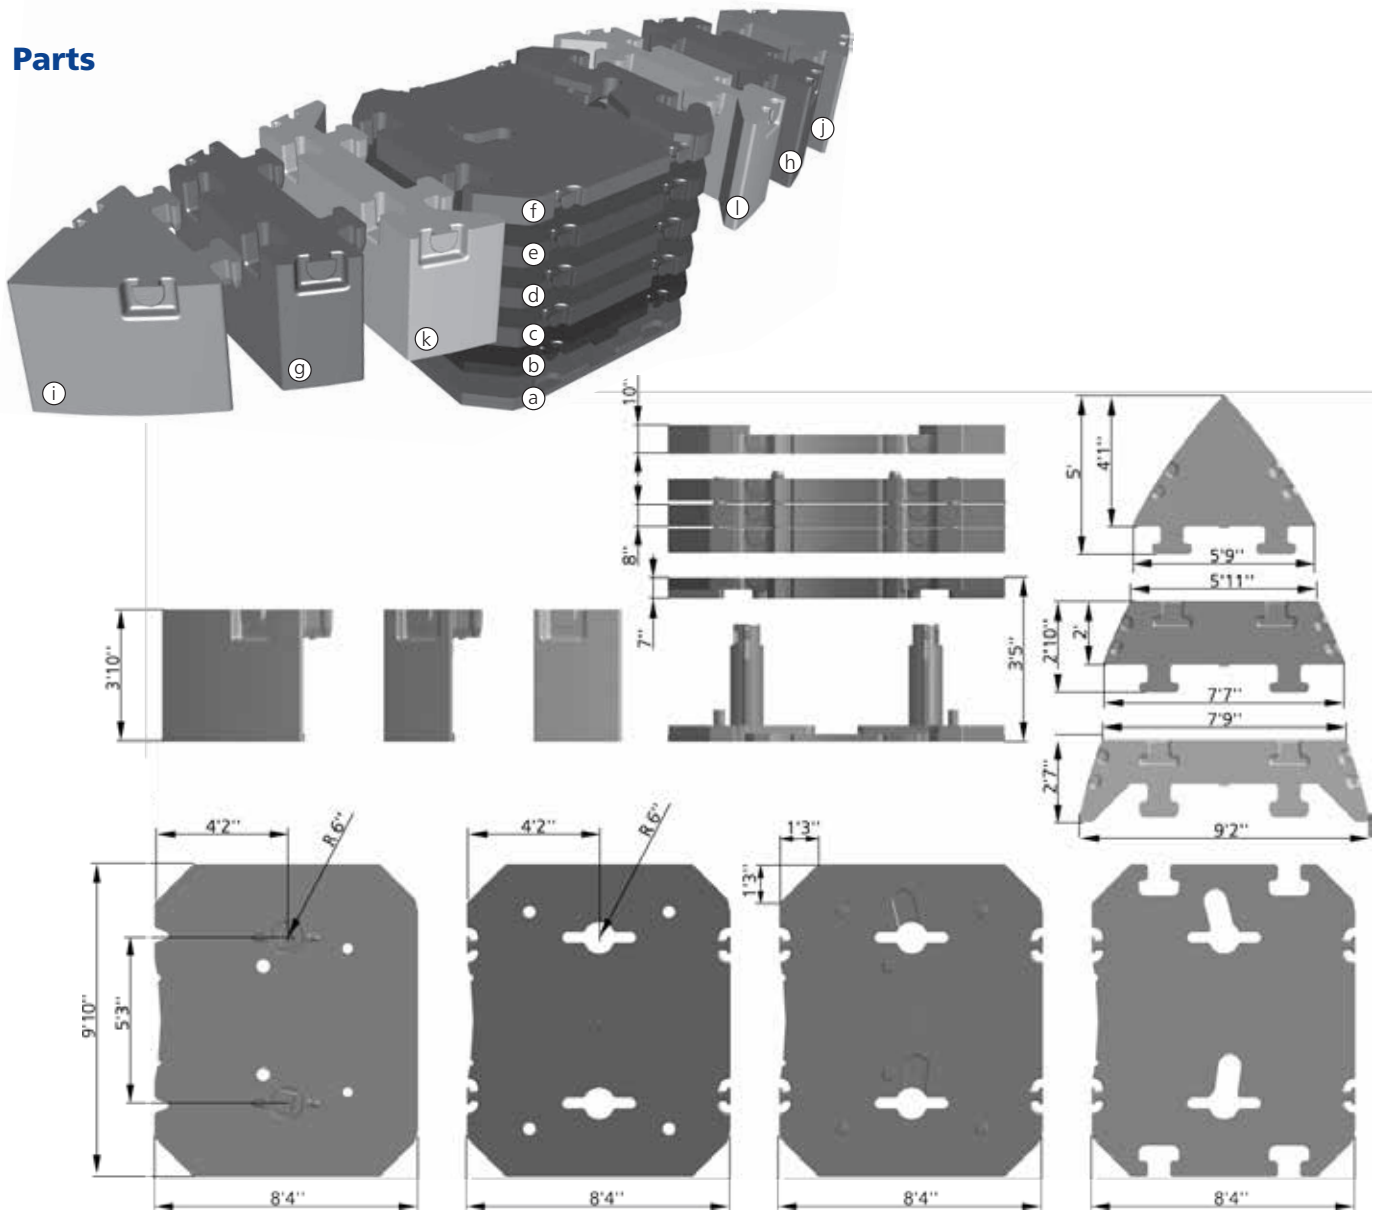 Parts
j
h
l
f
e
d
c
b
a
k
g
i
10"
8"
7"
3'5"
3'10"
5'
4'1"
5'9"
5'11"
2'10"
2'
7'7"
7'9"
2'7"
9'2"
4'2"
R 6"
4'2"
R 6"
1'3"
1'3"
9'10"
5'3"
8'4"
8'4"
8'4"
8'4"